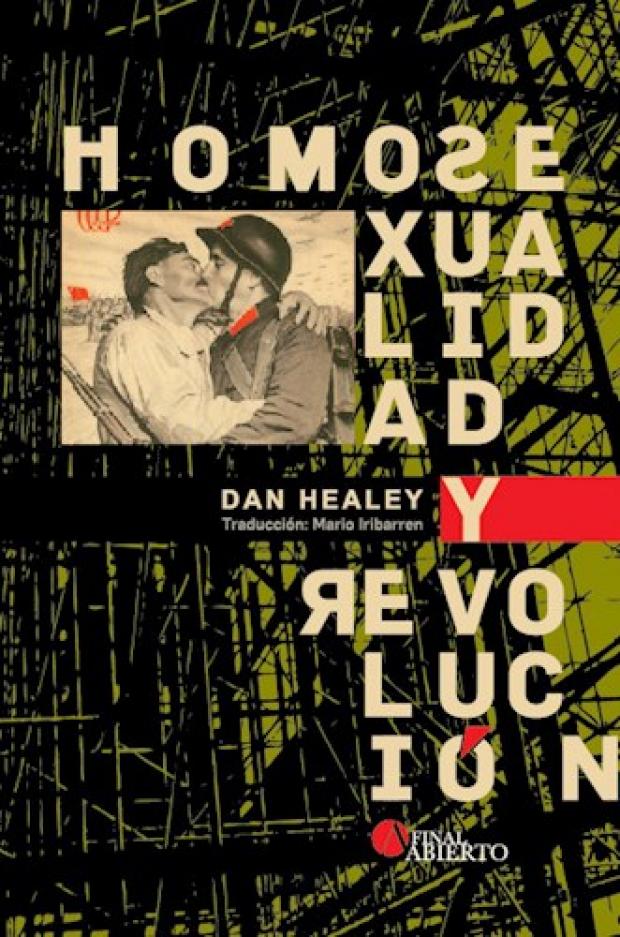 HOMOSE
XUA
LID
AD
DAN HEALEY
Traducción: Mario Iribarren
Y
REVO
LUC
IÓN
FINAL
ABIERTO